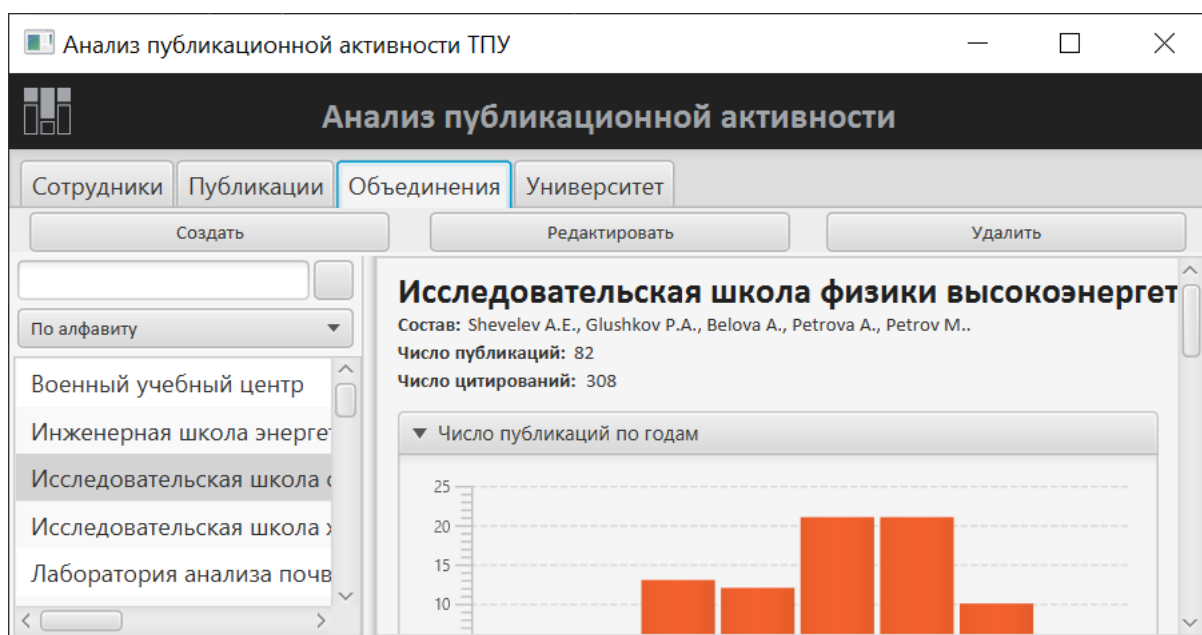 Анализ публикационной активности ТПУ
Анализ публикационной активности
Сотрудники Публикации Объединения Университет
Создать Редактировать Удалить
По алфавиту
Военный учебный центр
Инженерная школа энерге
Исследовательская школа
Исследовательская школа
Лаборатория анализа почв
Исследовательская школа физики высокоэнергет
Состав: Shevelev A.E., Glushkov P.A., Belova A., Petrova A., Petrov M..
Число публикаций: 82
Число цитирований: 308
Число публикаций по годам
25
20
15
10